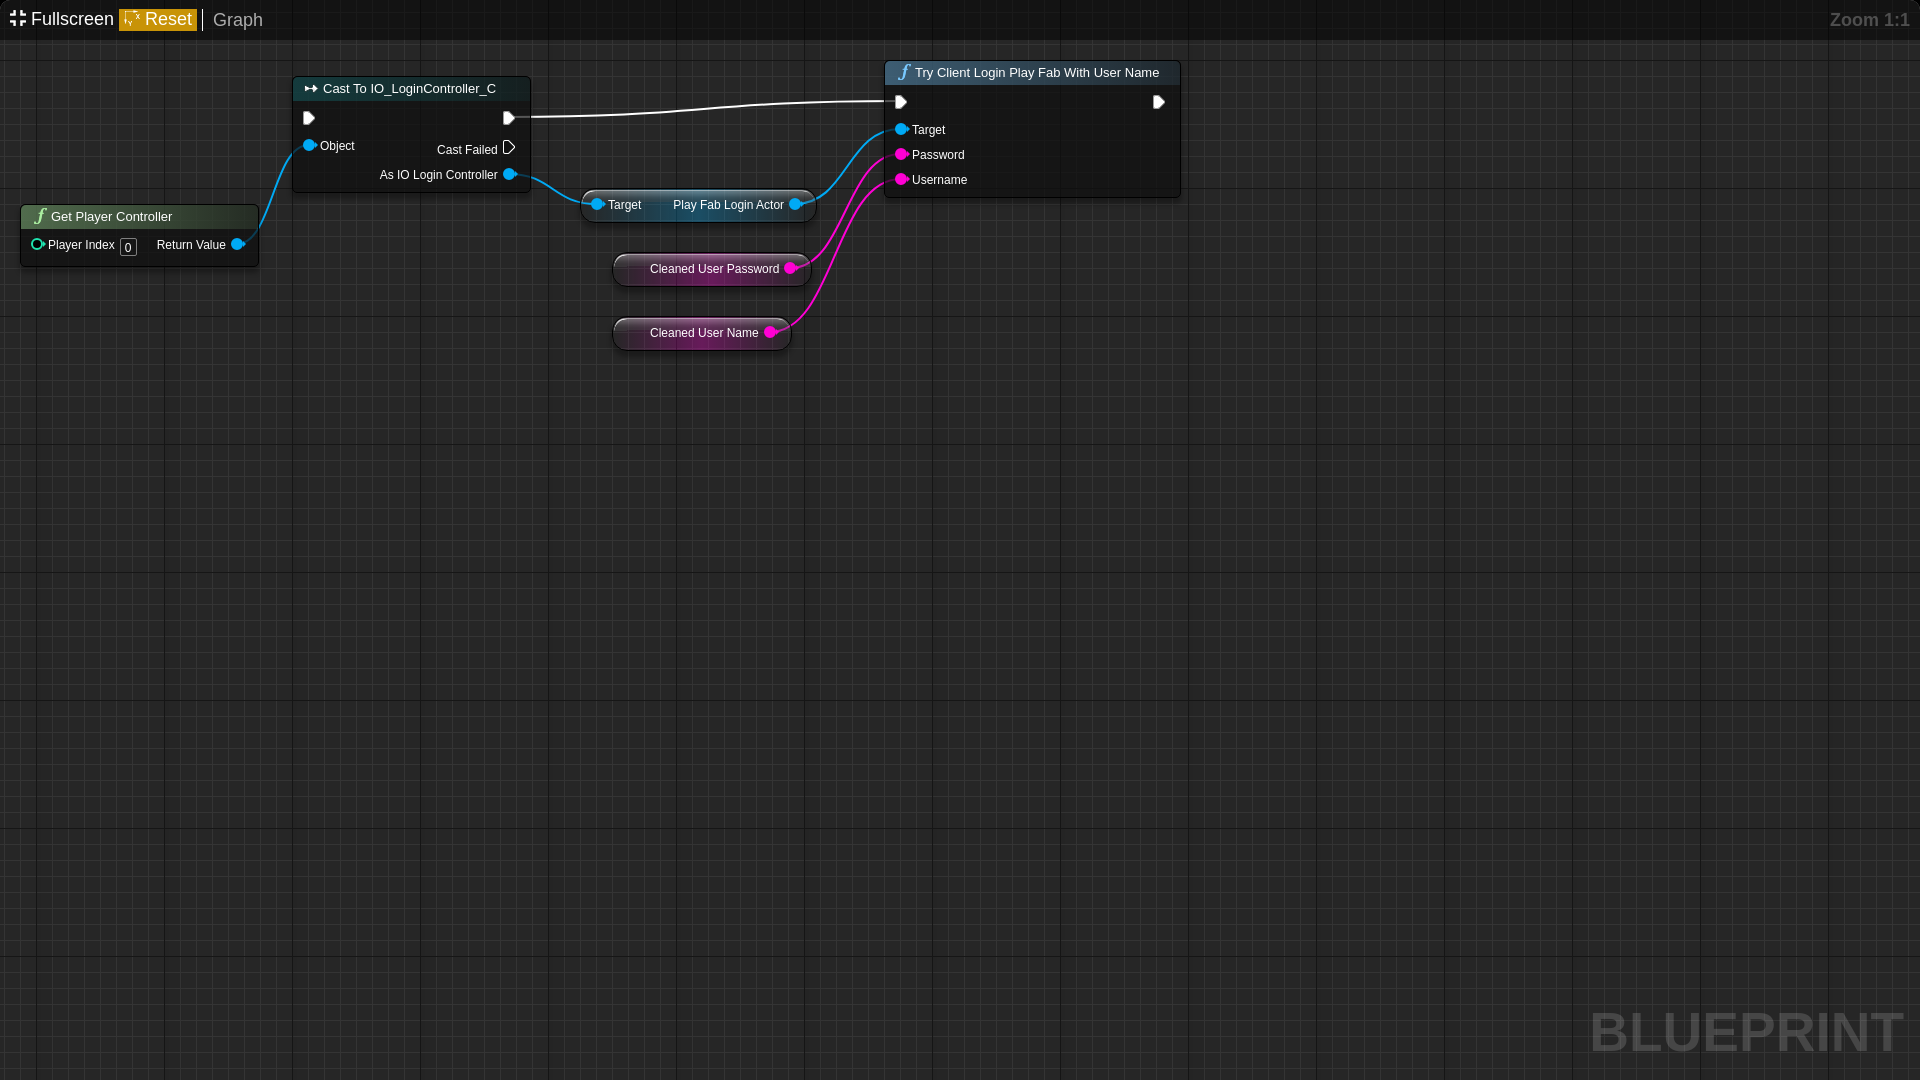 Fullscreen Reset Graph Zoom 1:1
Cast To IO_LoginController_C
Object
Cast Failed
As IO Login Controller
Get Player Controller
Player Index 0 Return Value
Target Play Fab Login Actor
Cleaned User Password
Cleaned User Name
Try Client Login Play Fab With User Name
Target
Password
Username
BLUEPRINT